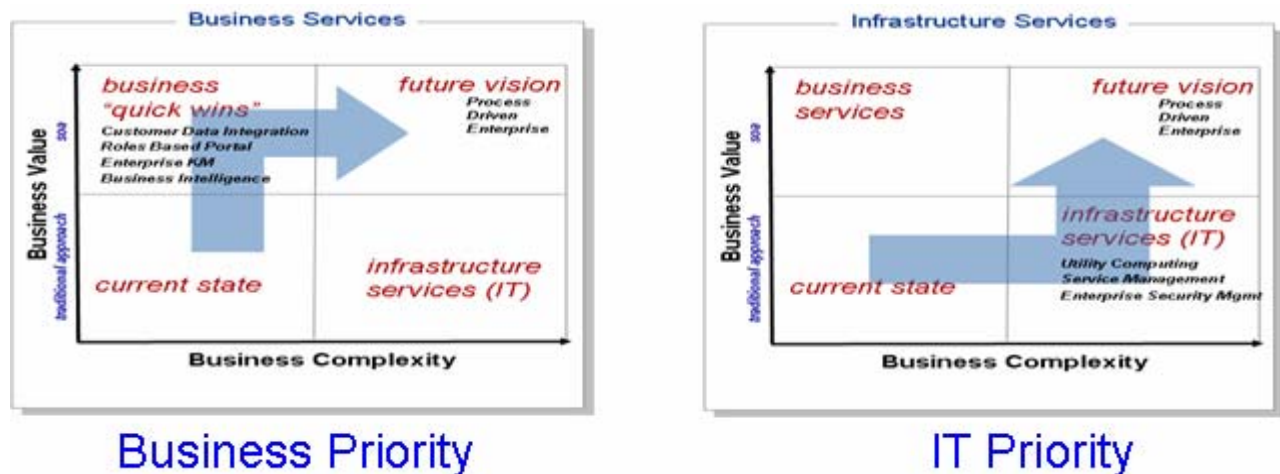 Business Services
business
"quick wins"
Customer Data Integration
Roles Based Portal
Enterprise KM
Business Intelligence
future vision
Process
Driven
Enterprise
current state
infrastructure
services (IT)
Business Value
soa
traditional approach
Business Complexity
Business Priority
Infrastructure Services
business
services
future vision
Process
Driven
Enterprise
current state
infrastructure
services (IT)
Utility Computing
Service Management
Enterprise Security Mgmt
Business Value
soa
traditional approach
Business Complexity
IT Priority